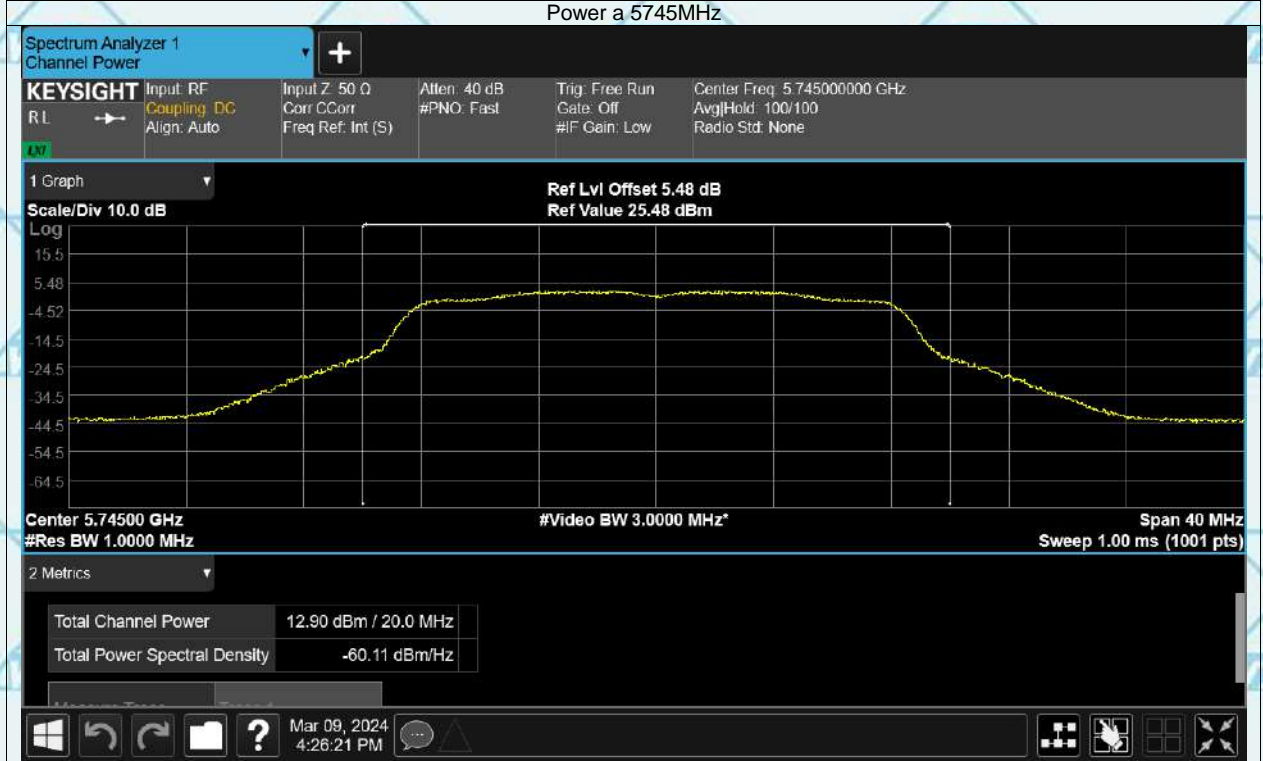 Power a 5745MHz
Spectrum Analyzer 1
Channel Power
+
KEYSIGHT
R L
LXI
Input: RF
Coupling: DC
Align: Auto
Input Z: 50 Ω
Corr CCorr
Freq Ref: Int (S)
Atten: 40 dB
#PNO: Fast
Trig: Free Run
Gate: Off
#IF Gain: Low
Center Freq: 5.745000000 GHz
Avg|Hold: 100/100
Radio Std: None
1 Graph
Scale/Div 10.0 dB
Ref Lvl Offset 5.48 dB
Ref Value 25.48 dBm
Log
15.5
5.48
-4.52
-14.5
-24.5
-34.5
-44.5
-54.5
-64.5
Center 5.74500 GHz
#Video BW 3.0000 MHz*
Span 40 MHz
#Res BW 1.0000 MHz
Sweep 1.00 ms (1001 pts)
2 Metrics
Total Channel Power 12.90 dBm / 20.0 MHz
Total Power Spectral Density -60.11 dBm/Hz
?
Mar 09, 2024
4:26:21 PM